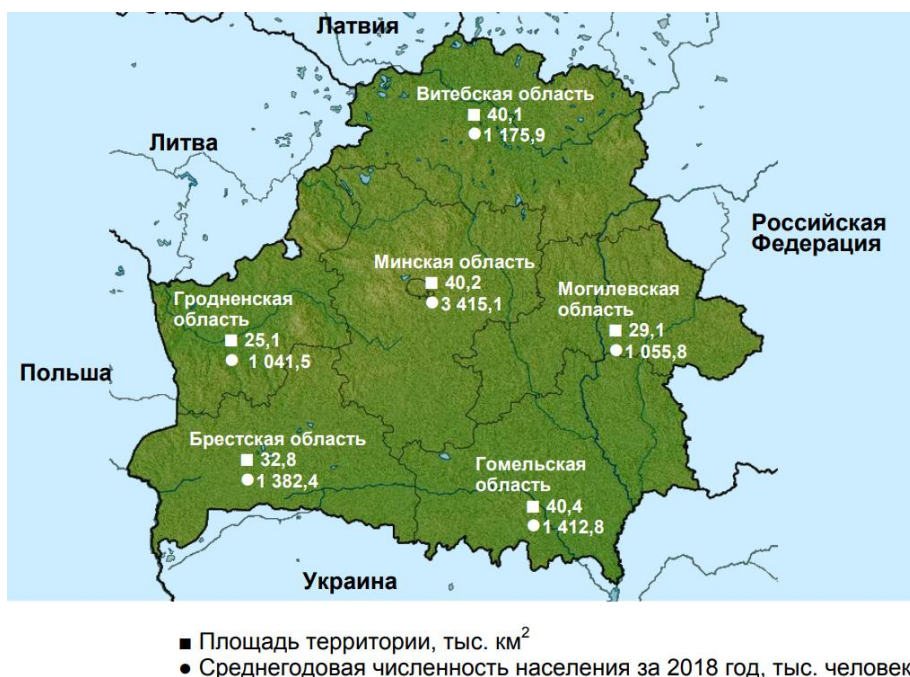 Латвия
Витебская область
■ 40,1
● 1 175,9
Литва
Российская
Федерация
Минская область
■ 40,2
● 3 415,1
Могилевская
область
■ 29,1
● 1 055,8
Гродненская
область
■ 25,1
● 1 041,5
Польша
Брестская область
■ 32,8
● 1 382,4
Гомельская
область
■ 40,4
● 1 412,8
Украина
■ Площадь территории, тыс. км²
● Среднегодовая численность населения за 2018 год, тыс. человек